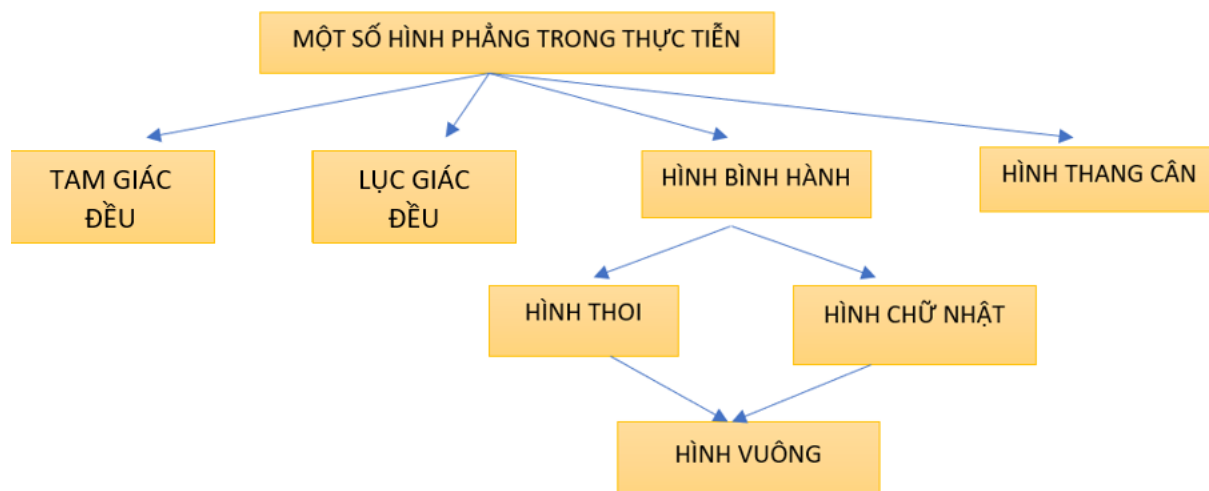 MỘT SỐ HÌNH PHẲNG TRONG THỰC TIỄN
TAM GIÁC
ĐỀU
LỤC GIÁC
ĐỀU
HÌNH BÌNH HÀNH
HÌNH THANG CÂN
HÌNH THOI
HÌNH CHỮ NHẬT
HÌNH VUÔNG